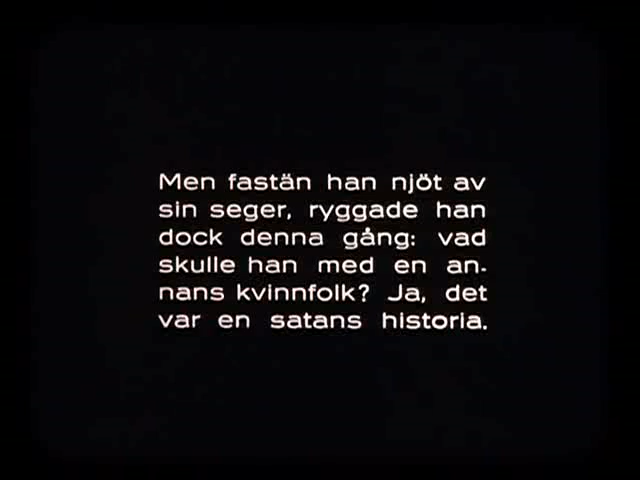 Men fastän han njöt av
sin seger, ryggade han
dock denna gång: vad
skulle han med en an-
nans kvinnfolk? Ja, det
var en satans historia.